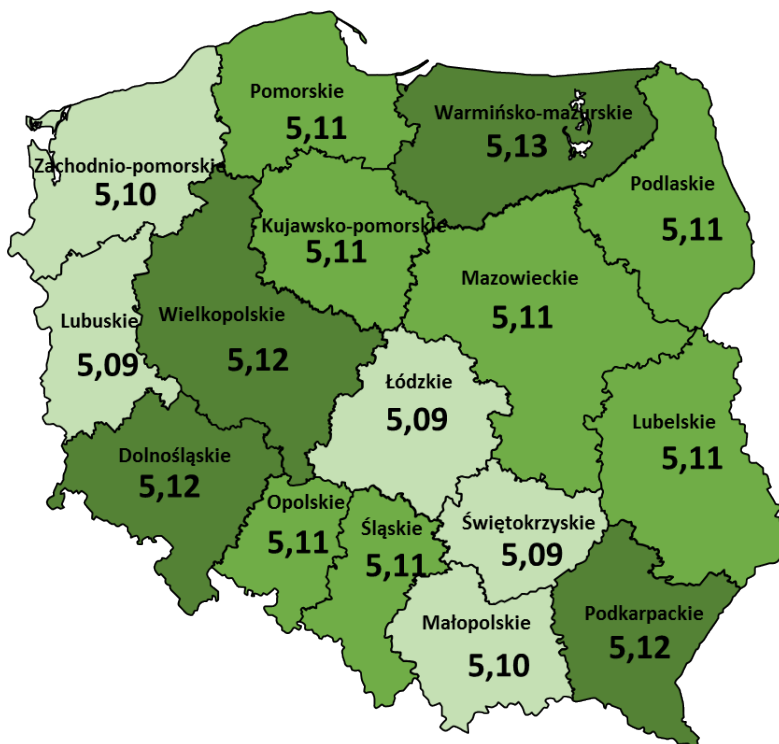 Pomorskie
5,11
Warmińsko-mazurskie
5,13
Zachodnio-pomorskie
5,10
Podlaskie
5,11
Kujawsko-pomorskie
5,11
Mazowieckie
5,11
Lubuskie
5,09
Wielkopolskie
5,12
Łódzkie
5,09
Lubelskie
5,11
Dolnośląskie
5,12
Opolskie
5,11
Śląskie
5,11
Świętokrzyskie
5,09
Małopolskie
5,10
Podkarpackie
5,12